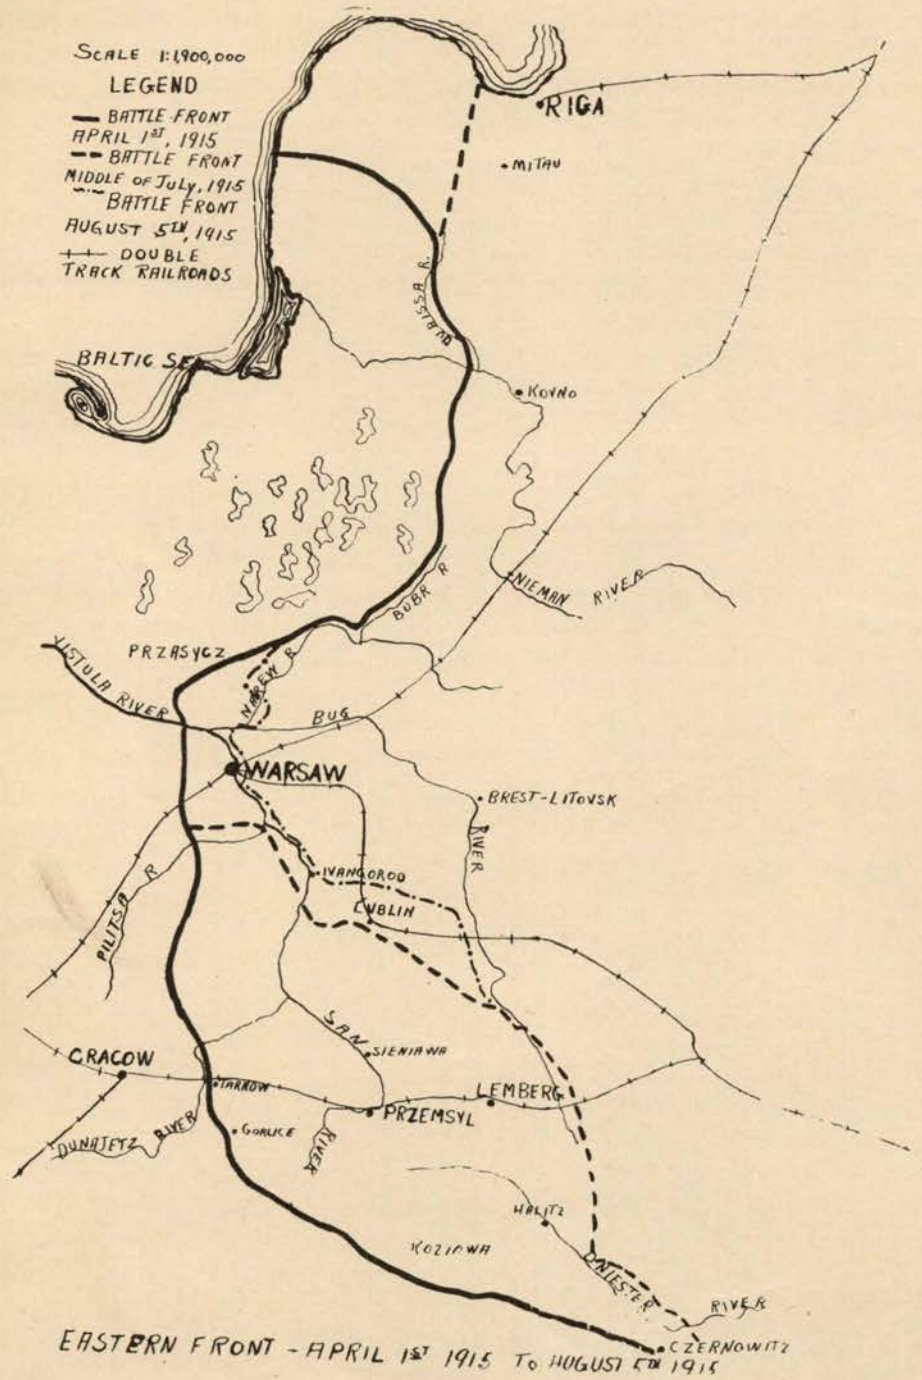 SCALE 1:1,900,000
LEGEND
BATTLE FRONT
APRIL 1ST, 1915
BATTLE FRONT
MIDDLE OF JULY, 1915
BATTLE FRONT
AUGUST 5TH, 1915
DOUBLE
TRACK RAILROADS
RIGA
MITAU
DUBISSA R.
BALTIC SEA
KOVNO
NIEMAN RIVER
BUBR R
PRZASYCZ
VISTULA RIVER
NAREW R
BUG
WARSAW
BREST-LITOVSK
RIVER
IVANGOROD
LUBLIN
PILITSA R
SAN
SIENIAWA
CRACOW
TARNOW
LEMBERG
PRZEMSYL
DUNAJETZ RIVER
GORLICE
RIVER
HALITZ
KOZIOWA
DNIESTER
RIVER
CZERNOWITZ
EASTERN FRONT - APRIL 1ST 1915 TO AUGUST 5TH 1915